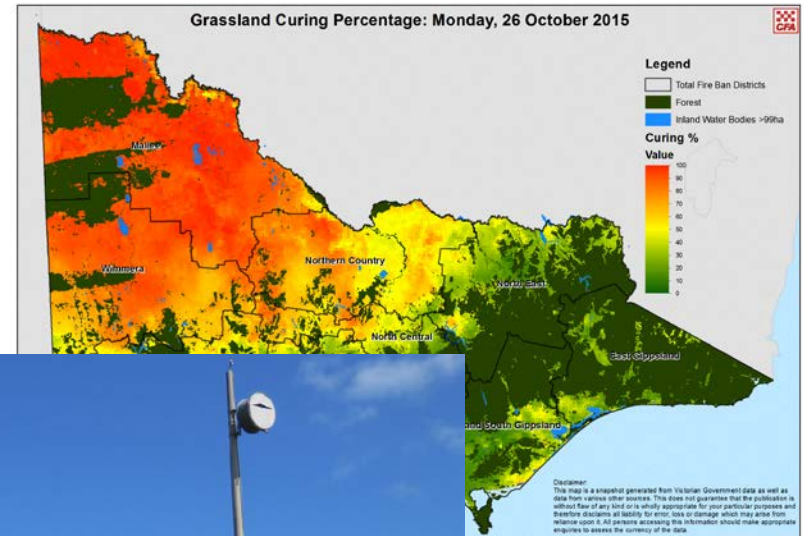 Grassland Curing Percentage: Monday, 26 October 2015
CFA
Legend
Total Fire Ban Districts
Forest
Inland Water Bodies >99ha
Curing %
Value
100
90
80
70
60
50
40
30
20
10
0
Mallee
Wimmera
Northern Country
North East
North Central
East Gippsland
and South Gippsland
Disclaimer:
This map is a snapshot generated from Victorian Government data as well as
data from various other sources. This does not guarantee that the publication is
without flaw of any kind or is wholly appropriate for your particular purposes and
therefore disclaims all liability for error, loss or damage which may arise from
reliance upon it. All persons accessing this information should make appropriate
enquiries to assess the currency of the data.